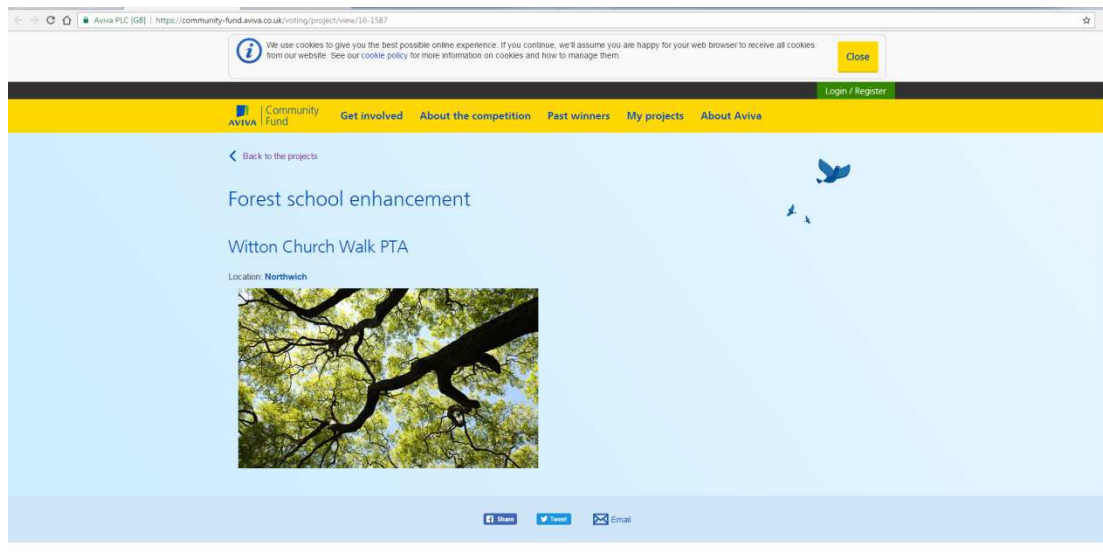 Aviva PLC [GB] | https://community-fund.aviva.co.uk/voting/project/view/16-1587
We use cookies to give you the best possible online experience. If you continue, we'll assume you are happy for your web browser to receive all cookies
from our website. See our cookie policy for more information on cookies and how to manage them.
Close
Login / Register
AVIVA
Community
Fund
Get involved About the competition Past winners My projects About Aviva
Back to the projects
Forest school enhancement
Witton Church Walk PTA
Location: Northwich
Share Tweet Email